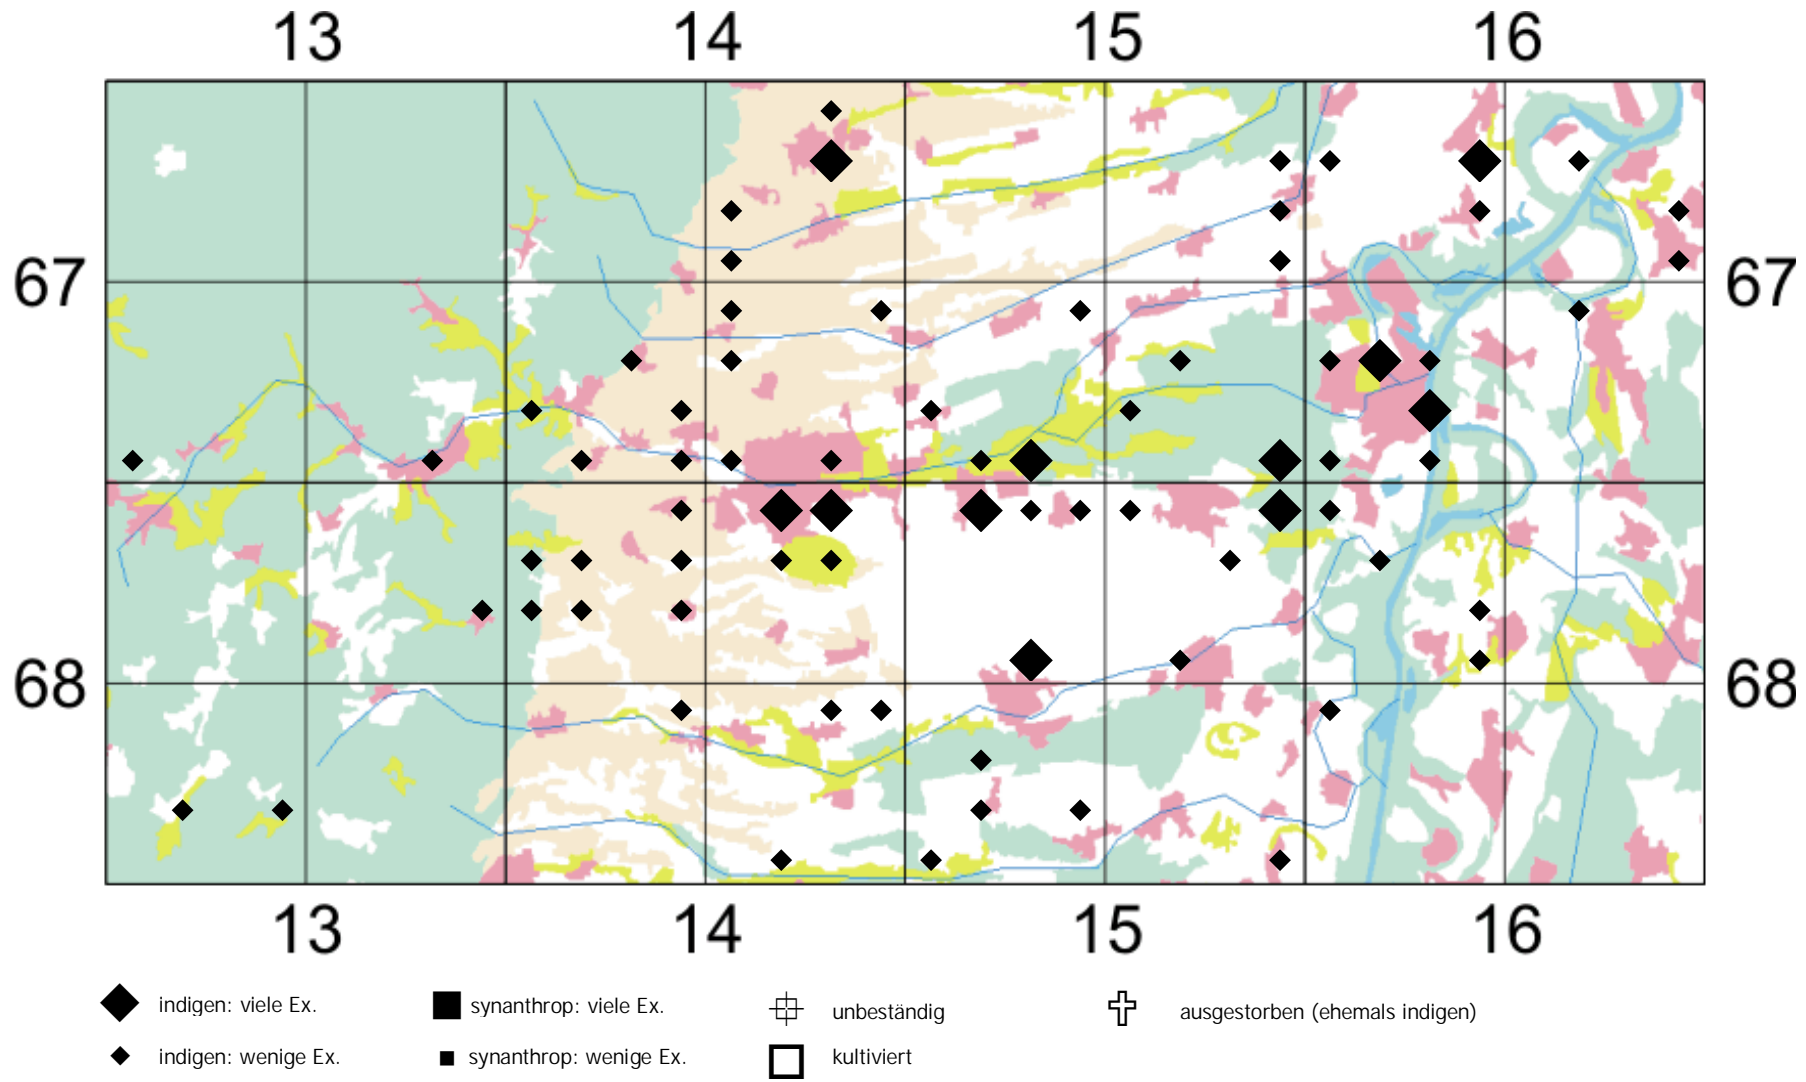 13 14 15 16
67 67
68 68
13 14 15 16
indigen: viele Ex. synanthrop: viele Ex. unbeständig ausgestorben (ehemals indigen)
indigen: wenige Ex. synanthrop: wenige Ex. kultiviert